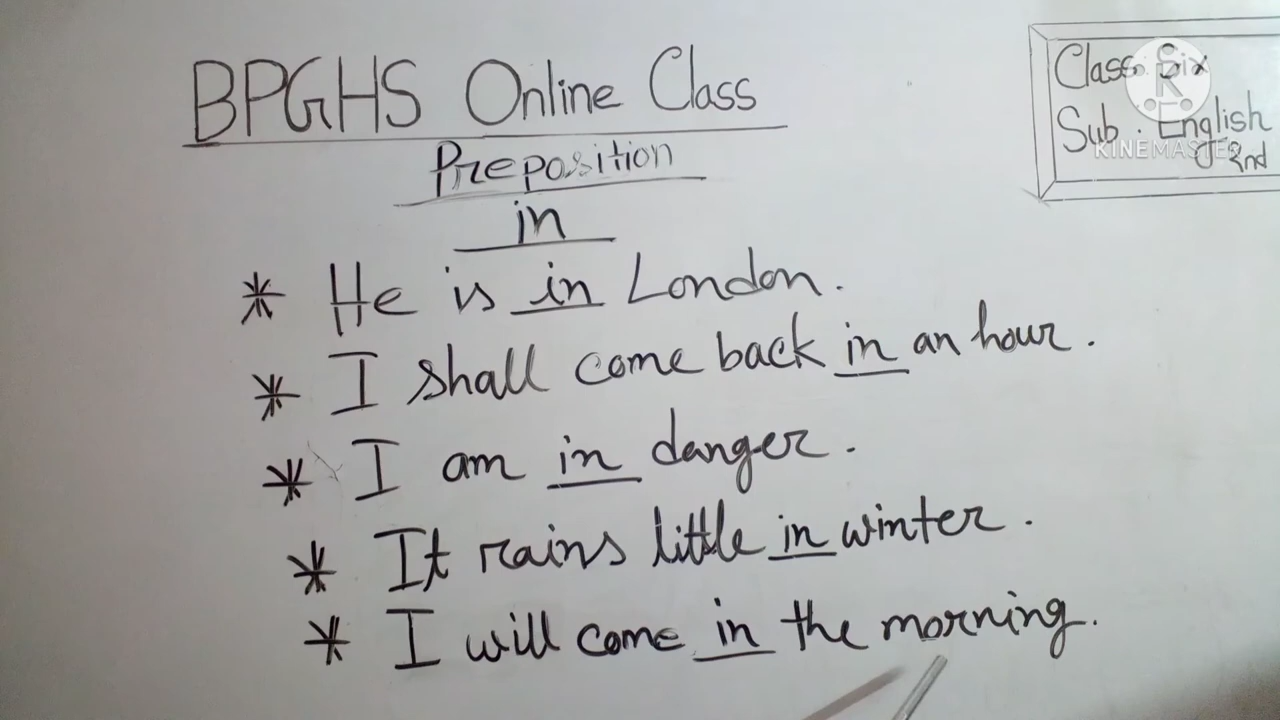 BPGHS Online Class
Preposition
in
* He is in London.
* I shall come back in an hour.
* I am in danger.
* It rains little in winter.
* I will come in the morning.
Class: Six
Sub. English 2nd
K
KINEMASTER